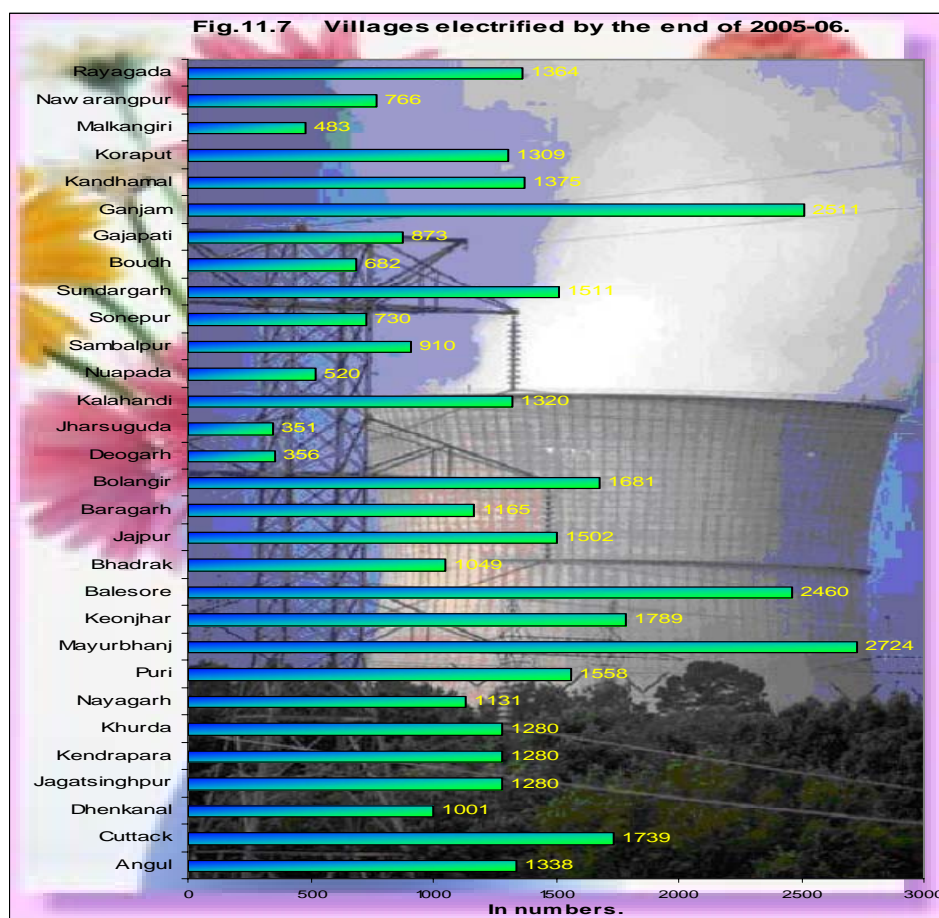 Fig.11.7 Villages electrified by the end of 2005-06.
Rayagada 1364
Nawarangpur 766
Malkangiri 483
Koraput 1309
Kandhamal 1375
Ganjam 2511
Gajapati 873
Boudh 682
Sundargarh 1511
Sonepur 730
Sambalpur 910
Nuapada 520
Kalahandi 1320
Jharsuguda 351
Deogarh 356
Bolangir 1681
Baragarh 1165
Jajpur 1502
Bhadrak 1049
Balesore 2460
Keonjhar 1789
Mayurbhanj 2724
Puri 1558
Nayagarh 1131
Khurda 1280
Kendrapara 1280
Jagatsinghpur 1280
Dhenkanal 1001
Cuttack 1739
Angul 1338
0 500 1000 1500 2000 2500 3000
In numbers.